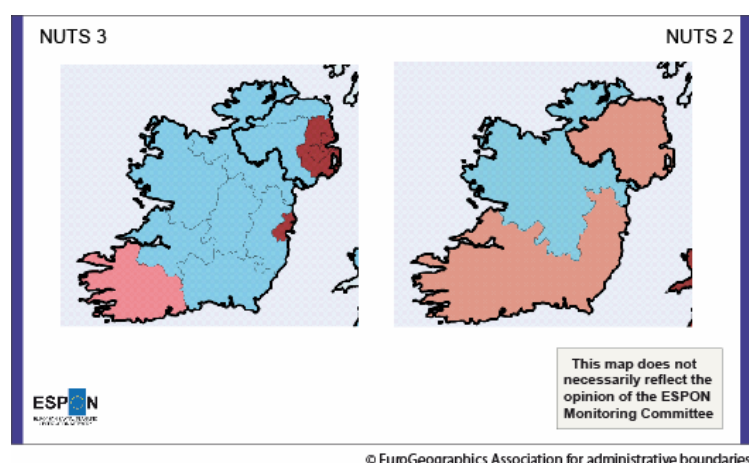 NUTS 3
NUTS 2
This map does not
necessarily reflect the
opinion of the ESPON
Monitoring Committee
ESPON
© EuroGeographics Association for administrative boundaries